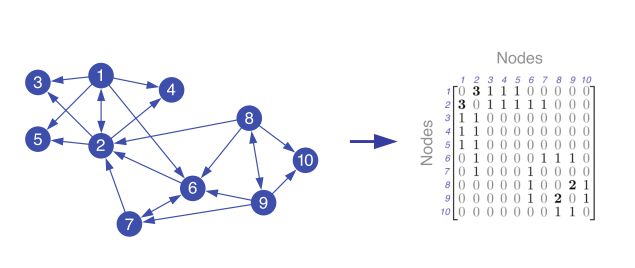 1
3
4
8
5
2
10
6
9
7
Nodes
1 2 3 4 5 6 7 8 9 10
Nodes
1 0 3 1 1 1 0 0 0 0 0
2 3 0 1 1 1 1 1 0 0 0
3 1 1 0 0 0 0 0 0 0 0
4 1 1 0 0 0 0 0 0 0 0
5 1 1 0 0 0 0 0 0 0 0
6 0 1 0 0 0 0 1 1 1 0
7 0 1 0 0 0 1 0 0 0 0
8 0 0 0 0 0 1 0 0 2 1
9 0 0 0 0 0 1 0 2 0 1
10 0 0 0 0 0 0 0 1 1 0